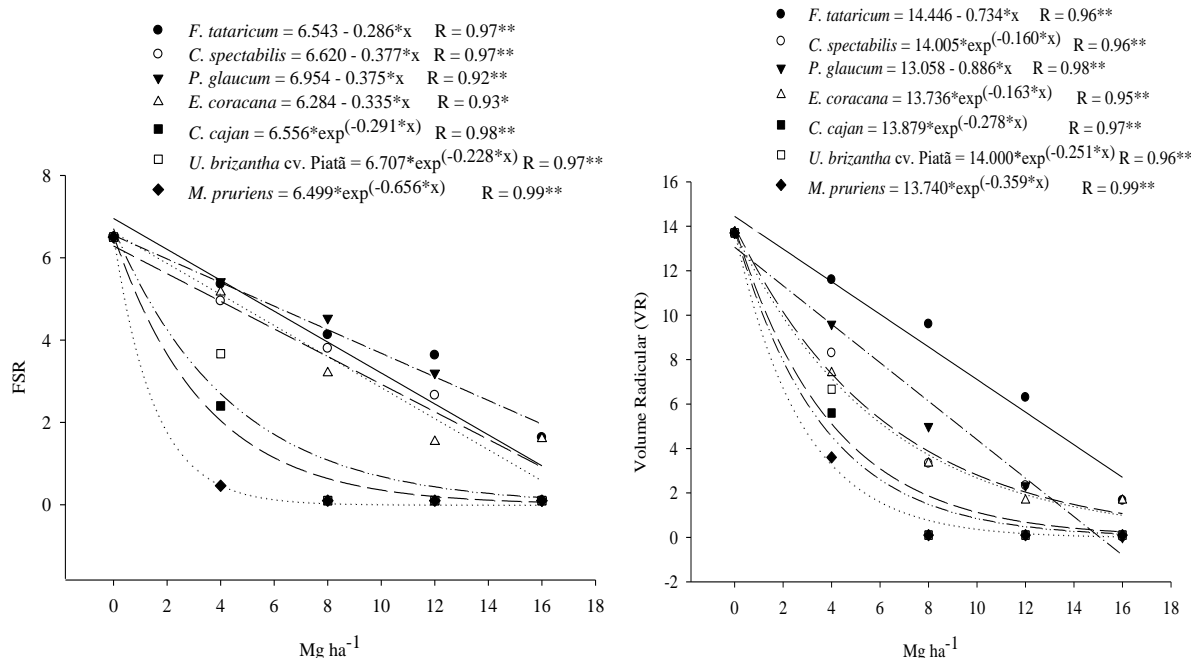 F. tataricum = 6.543 - 0.286*x R = 0.97**
C. spectabilis = 6.620 - 0.377*x R = 0.97**
P. glaucum = 6.954 - 0.375*x R = 0.92**
E. coracana = 6.284 - 0.335*x R = 0.93*
C. cajan = 6.556*exp(-0.291*x) R = 0.98**
U. brizantha cv. Piatã = 6.707*exp(-0.228*x) R = 0.97**
M. pruriens = 6.499*exp(-0.656*x) R = 0.99**
8
6
4
2
0
FSR
0 2 4 6 8 10 12 14 16 18
Mg ha-1
F. tataricum = 14.446 - 0.734*x R = 0.96**
C. spectabilis = 14.005*exp(-0.160*x) R = 0.96**
P. glaucum = 13.058 - 0.886*x R = 0.98**
E. coracana = 13.736*exp(-0.163*x) R = 0.95**
C. cajan = 13.879*exp(-0.278*x) R = 0.97**
U. brizantha cv. Piatã = 14.000*exp(-0.251*x) R = 0.96**
M. pruriens = 13.740*exp(-0.359*x) R = 0.99**
16
14
12
10
8
6
4
2
0
-2
Volume Radicular (VR)
0 2 4 6 8 10 12 14 16 18
Mg ha-1